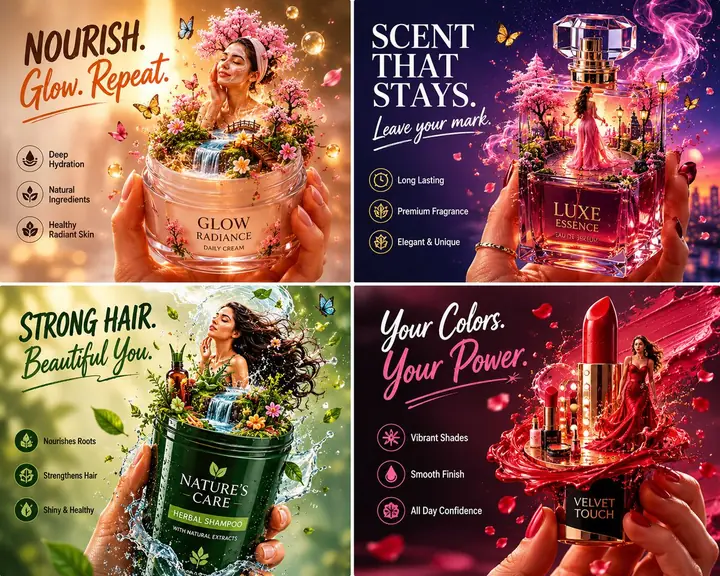 NOURISH.
Glow. Repeat.
Deep
Hydration
Natural
Ingredients
Healthy
Radiant Skin
GLOW
RADIANCE
DAILY CREAM
SCENT
THAT
STAYS.
Leave your mark.
Long Lasting
Premium Fragrance
Elegant & Unique
LUXE
ESSENCE
STRONG HAIR.
Beautiful You.
Nourishes Roots
Strengthens Hair
Shiny & Healthy
NATURE'S
CARE
HERBAL SHAMPOO
WITH NATURAL EXTRACTS
Your Colors.
Your Power.
Vibrant Shades
Smooth Finish
All Day Confidence
VELVET
TOUCH